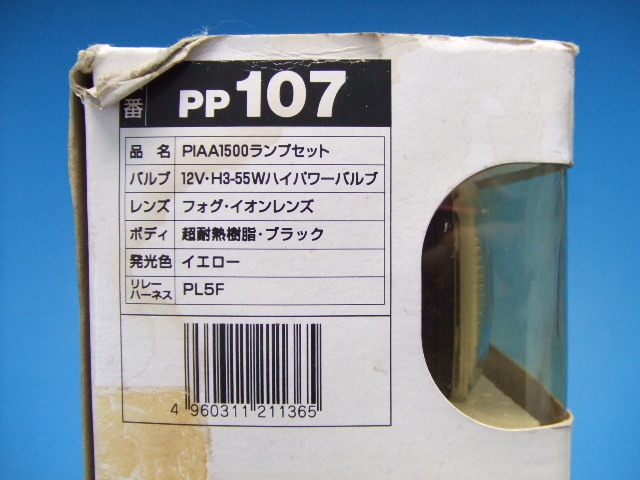 番 PP107
品名 PIAA1500ランプセット
バルブ 12V・H3-55Wハイパワーバルブ
レンズ フォグ・イオンレンズ
ボディ 超耐熱樹脂・ブラック
発光色 イエロー
リレーハーネス PL5F
4 960311 211365